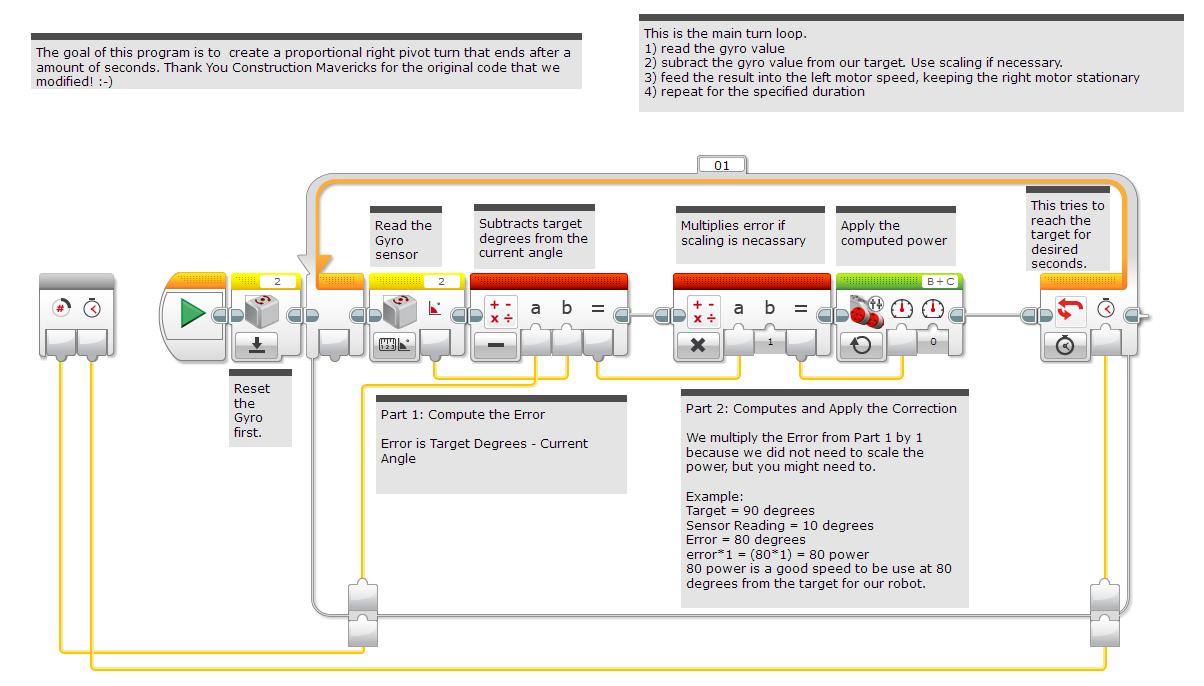 The goal of this program is to  create a proportional right pivot turn that ends after a
amount of seconds. Thank You Construction Mavericks for the original code that we
modified! :-)
This is the main turn loop.
1) read the gyro value
2) subract the gyro value from our target. Use scaling if necessary.
3) feed the result into the left motor speed, keeping the right motor stationary
4) repeat for the specified duration
01
Read the
Gyro
sensor
Subtracts target
degrees from the
current angle
Multiplies error if
scaling is necassary
Apply the
computed power
This tries to
reach the
target for
desired
seconds.
#
2
2
a b =
a b =
1
B+C
0
Reset
the
Gyro
first.
Part 1: Compute the Error
Error is Target Degrees - Current
Angle
Part 2: Computes and Apply the Correction
We multiply the Error from Part 1 by 1
because we did not need to scale the
power, but you might need to.
Example:
Target = 90 degrees
Sensor Reading = 10 degrees
Error = 80 degrees
error*1 = (80*1) = 80 power
80 power is a good speed to be use at 80
degrees from the target for our robot.